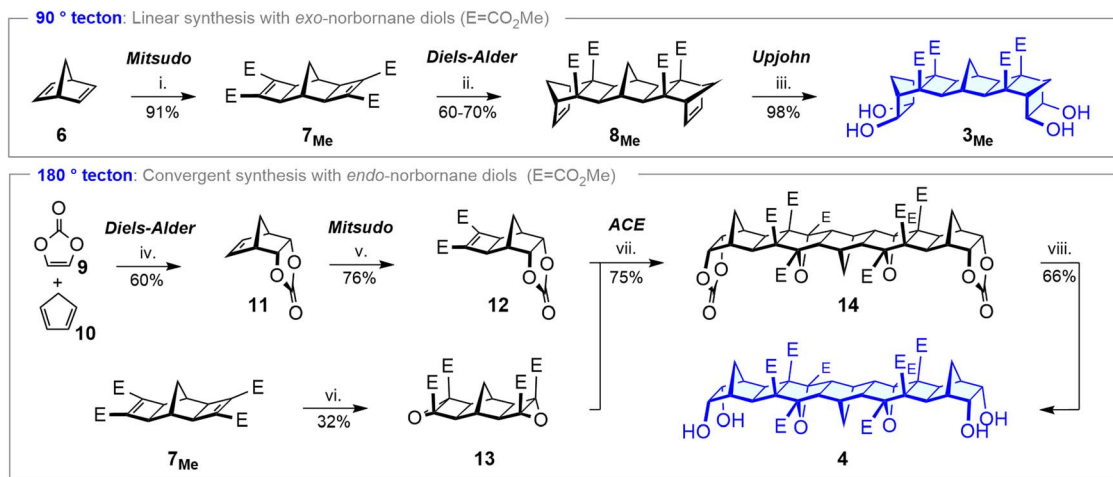 90 ° tecton: Linear synthesis with exo-norbornane diols (E=CO2Me)
Mitsudo
i.
91%
Diels-Alder
ii.
60-70%
Upjohn
iii.
98%
E E
E E
E E
E E
E E
E E
HO OH
HO OH
6
7Me
8Me
3Me
180 ° tecton: Convergent synthesis with endo-norbornane diols (E=CO2Me)
O
O O
9
+
10
Diels-Alder
iv.
60%
O
O
O
11
Mitsudo
v.
76%
E
E
O
O
O
12
ACE
vii.
75%
E E E E E E
O O O O
E E
O O
O O
14
viii.
66%
E E
E E
7Me
vi.
32%
E E E E
O O
13
E E E E E E
OH OH
HO OH
O O
E E
4